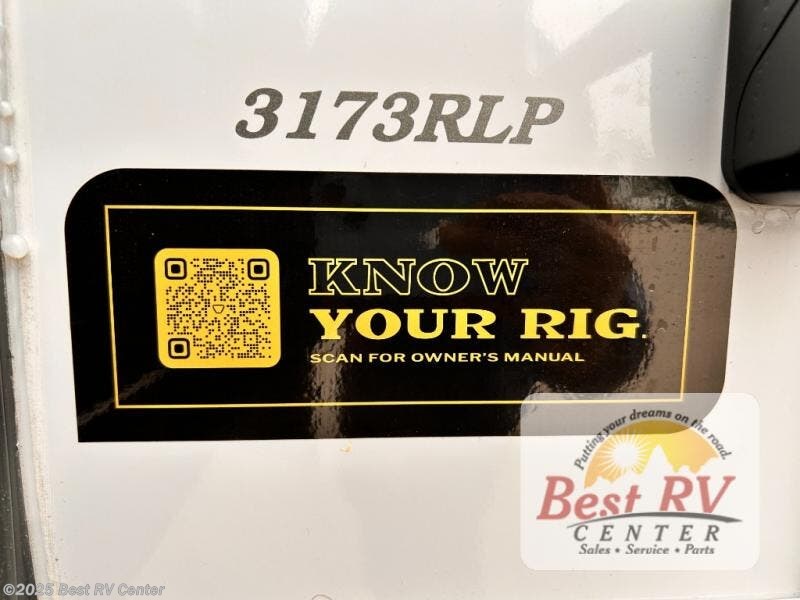 3173RLP
KNOW
YOUR RIG.
SCAN FOR OWNER'S MANUAL
Putting your dreams on the road.
Best RV
CENTER
Sales • Service • Parts
©2025 Best RV Center